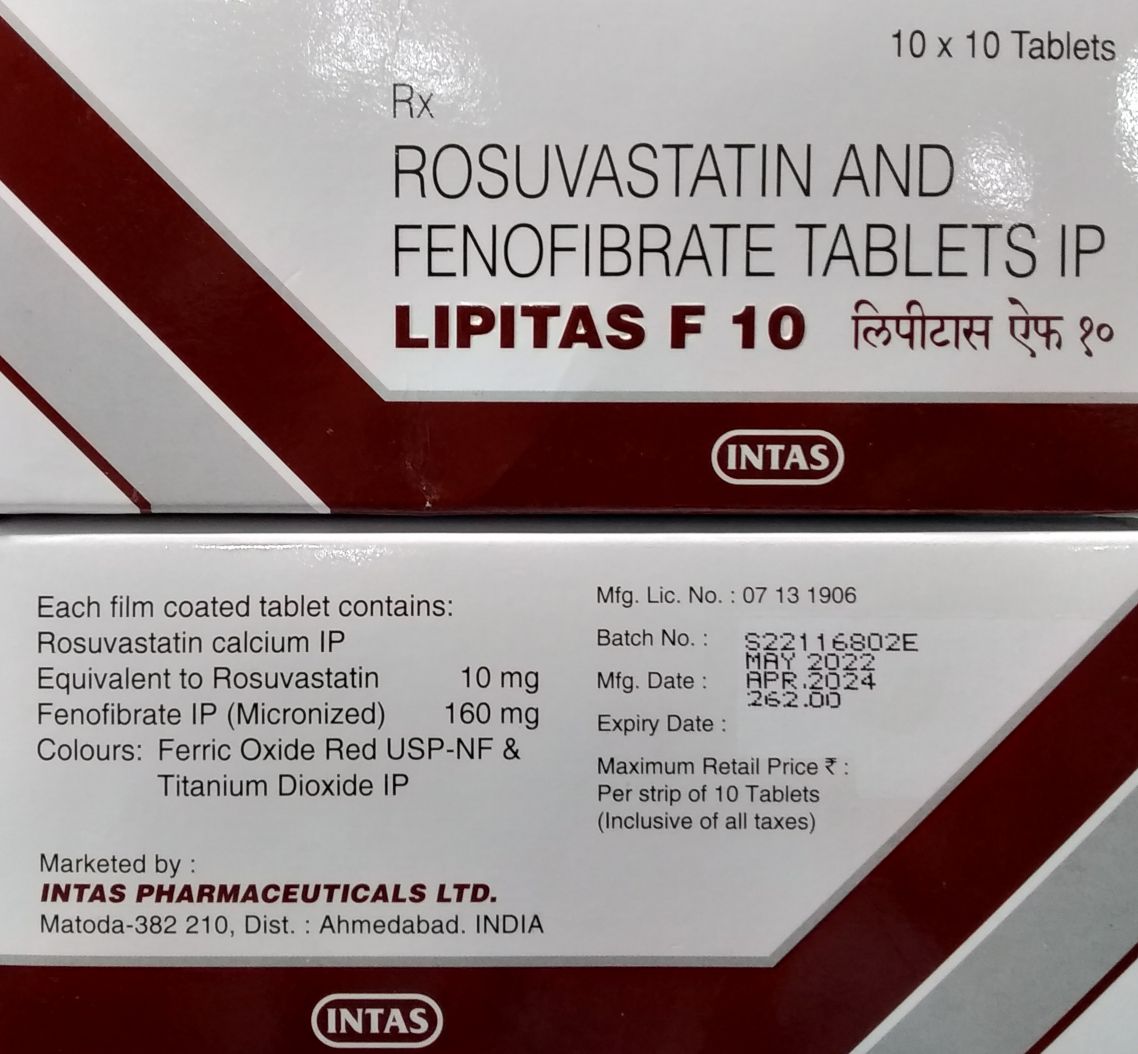 10 x 10 Tablets
Rx
ROSUVASTATIN AND
FENOFIBRATE TABLETS IP
LIPITAS F 10 लिपीटास ऐफ १०
INTAS
Each film coated tablet contains:
Rosuvastatin calcium IP
Equivalent to Rosuvastatin 10 mg
Fenofibrate IP (Micronized) 160 mg
Colours: Ferric Oxide Red USP-NF &
Titanium Dioxide IP
Marketed by :
INTAS PHARMACEUTICALS LTD.
Matoda-382 210, Dist. : Ahmedabad. INDIA
Mfg. Lic. No. : 07 13 1906
Batch No. : S22116802E
MAY 2022
Mfg. Date : APR.2024
262.00
Expiry Date :
Maximum Retail Price ₹ :
Per strip of 10 Tablets
(Inclusive of all taxes)
INTAS